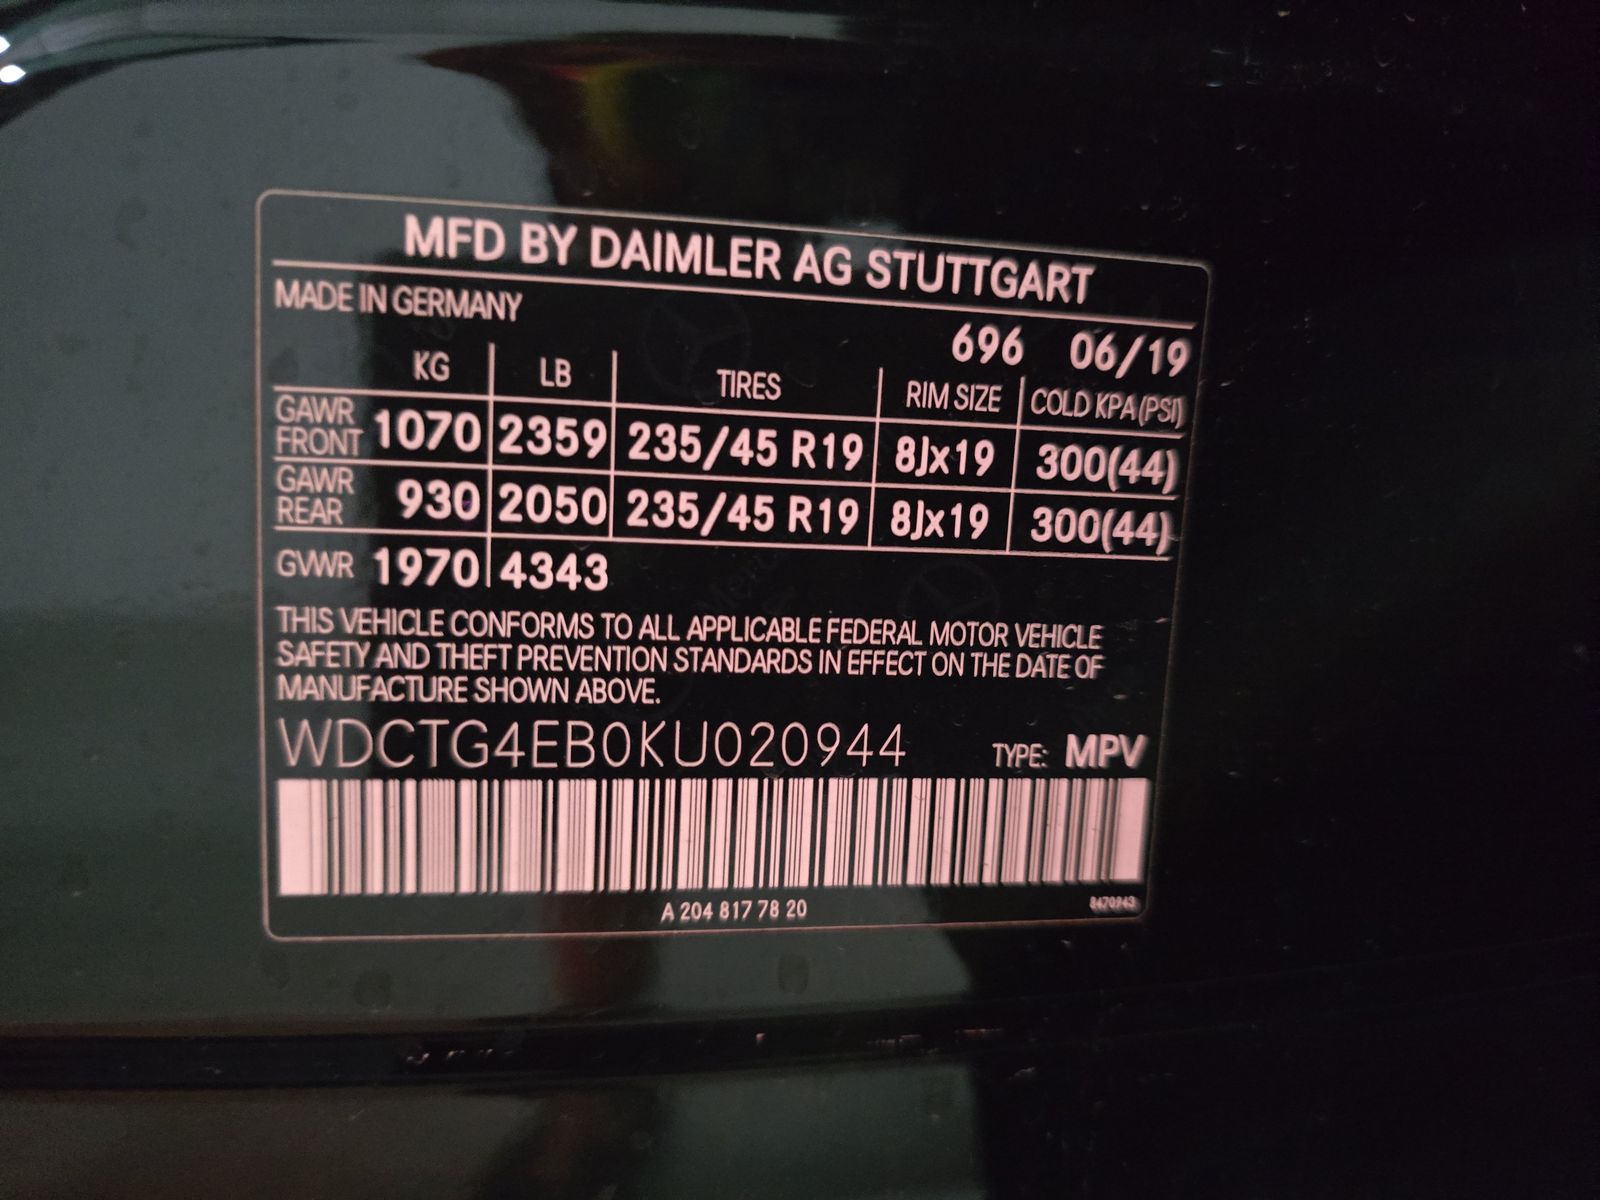 MFD BY DAIMLER AG STUTTGART
MADE IN GERMANY
696 06/19
KG LB TIRES RIM SIZE COLD KPA(PSI)
GAWR FRONT 1070 2359 235/45 R19 8Jx19 300(44)
GAWR REAR 930 2050 235/45 R19 8Jx19 300(44)
GVWR 1970 4343
THIS VEHICLE CONFORMS TO ALL APPLICABLE FEDERAL MOTOR VEHICLE
SAFETY AND THEFT PREVENTION STANDARDS IN EFFECT ON THE DATE OF
MANUFACTURE SHOWN ABOVE.
WDCTG4EB0KU020944 TYPE: MPV
A 204 817 78 20